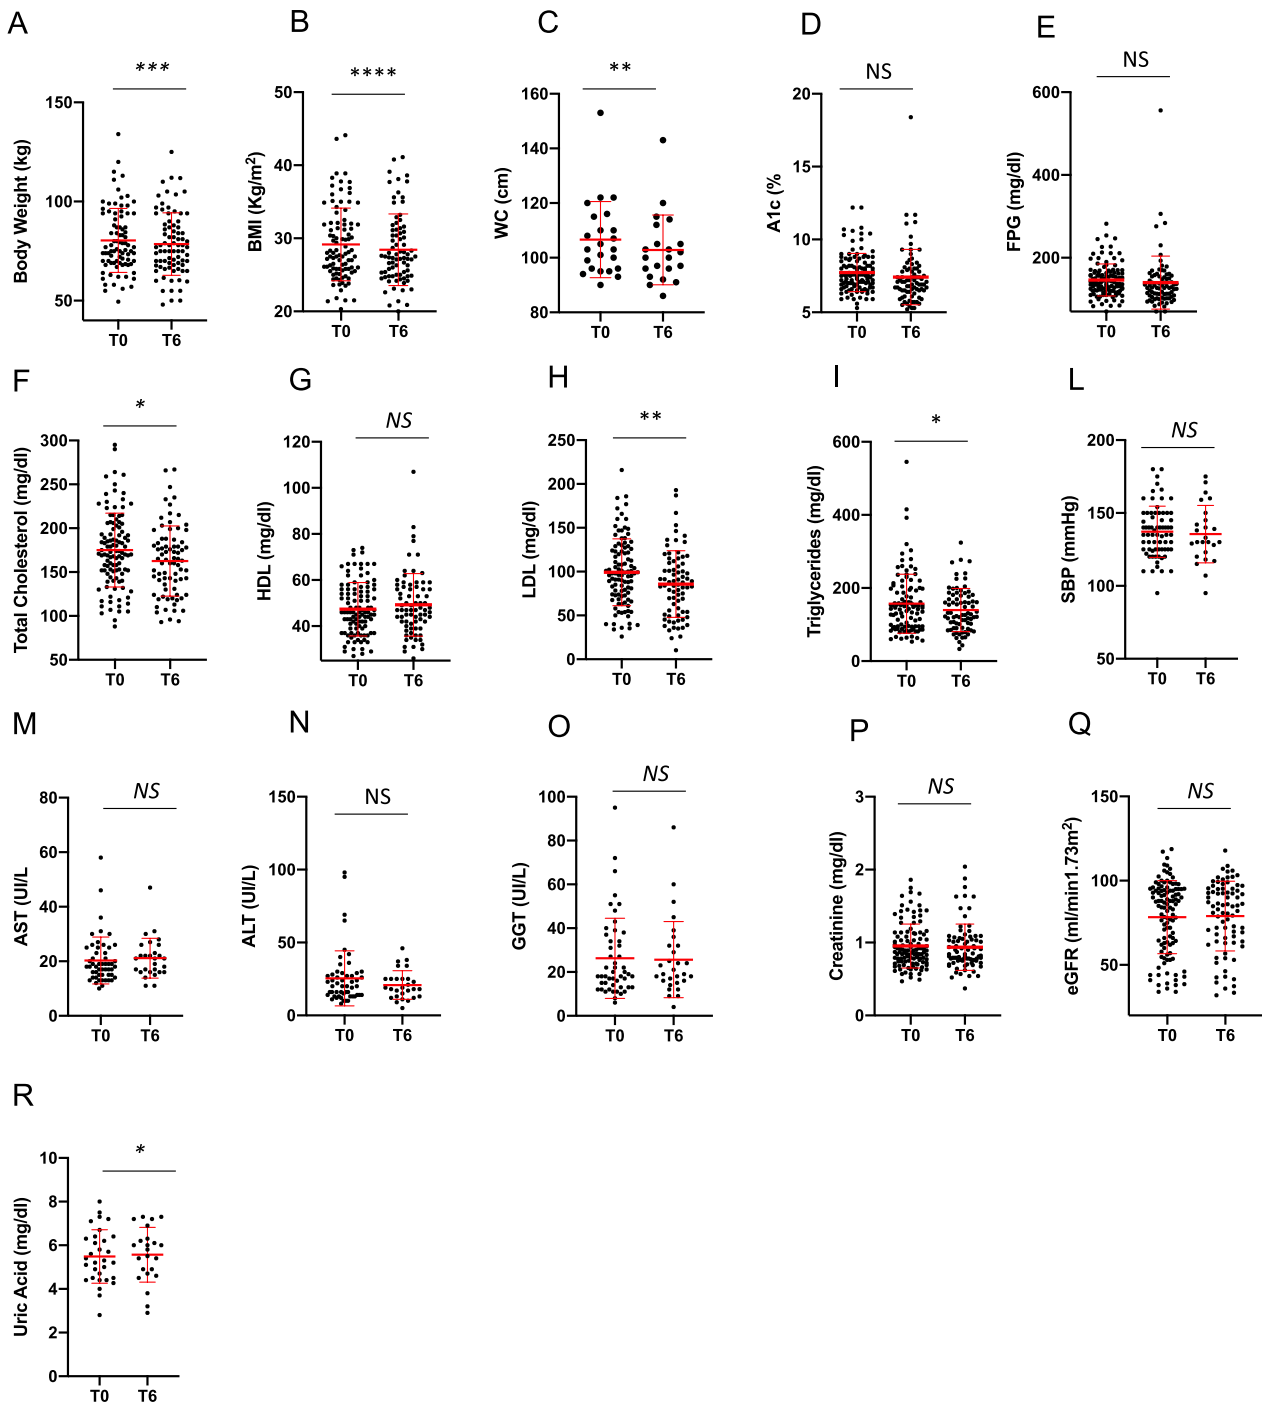 A
B
C
D
E
***
****
**
NS
NS
Body Weight (kg)
150
100
50
T0 T6
BMI (Kg/m²)
50
40
30
20
T0 T6
WC (cm)
160
140
120
100
80
T0 T6
A1c (%
20
15
10
5
T0 T6
FPG (mg/dl)
600
400
200
T0 T6
F
G
H
I
L
*
NS
**
*
NS
Total Cholesterol (mg/dl)
300
250
200
150
100
50
T0 T6
HDL (mg/dl)
120
100
80
60
40
T0 T6
LDL (mg/dl)
250
200
150
100
50
0
T0 T6
Triglycerides (mg/dl)
600
400
200
0
T0 T6
SBP (mmHg)
200
150
100
50
T0 T6
M
N
O
P
Q
NS
NS
NS
NS
NS
AST (UI/L)
80
60
40
20
0
T0 T6
ALT (UI/L)
150
100
50
0
T0 T6
GGT (UI/L)
100
80
60
40
20
0
T0 T6
Creatinine (mg/dl)
3
2
1
0
T0 T6
eGFR (ml/min1.73m²)
150
100
50
T0 T6
R
*
Uric Acid (mg/dl)
10
8
6
4
2
0
T0 T6